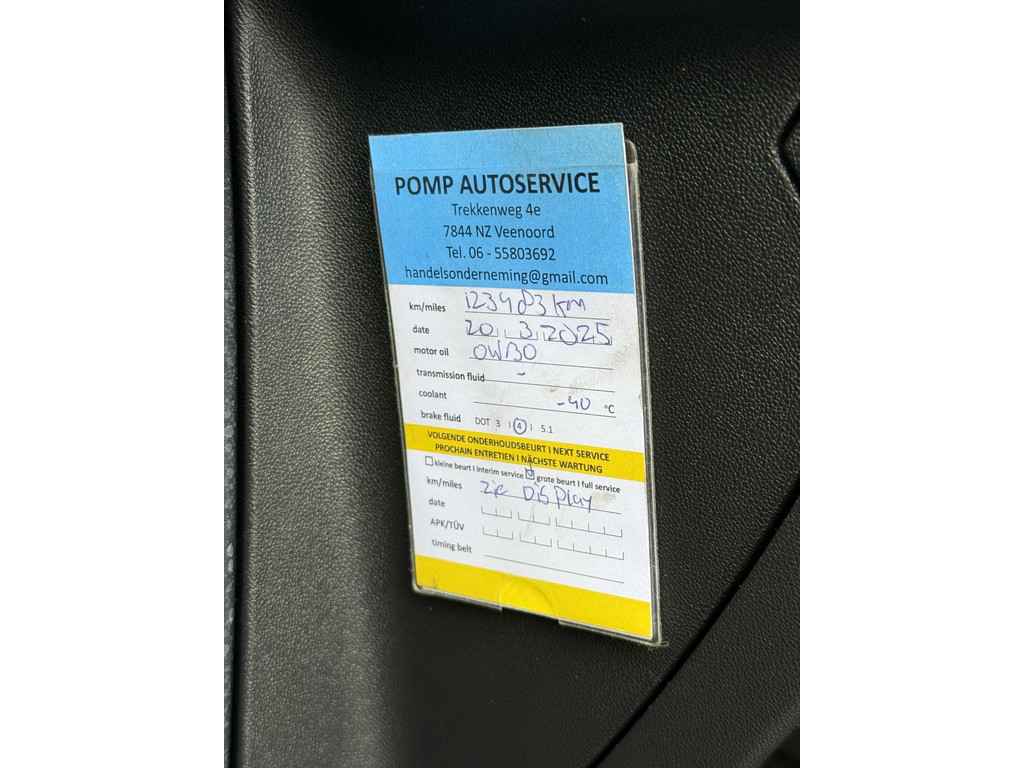 POMP AUTOSERVICE
Trekkenweg 4e
7844 NZ Veenoord
Tel. 06 - 55803692
handelsonderneming@gmail.com
km/miles 123483 km
date 20 3 2025
motor oil 0W30
transmission fluid -
coolant -40 °C
brake fluid DOT 3 I 4 I 5.1
VOLGENDE ONDERHOUDSBEURT I NEXT SERVICE
PROCHAIN ENTRETIEN I NÄCHSTE WARTUNG
kleine beurt I interim service grote beurt I full service
km/miles zie Display
date
APK/TÜV
timing belt